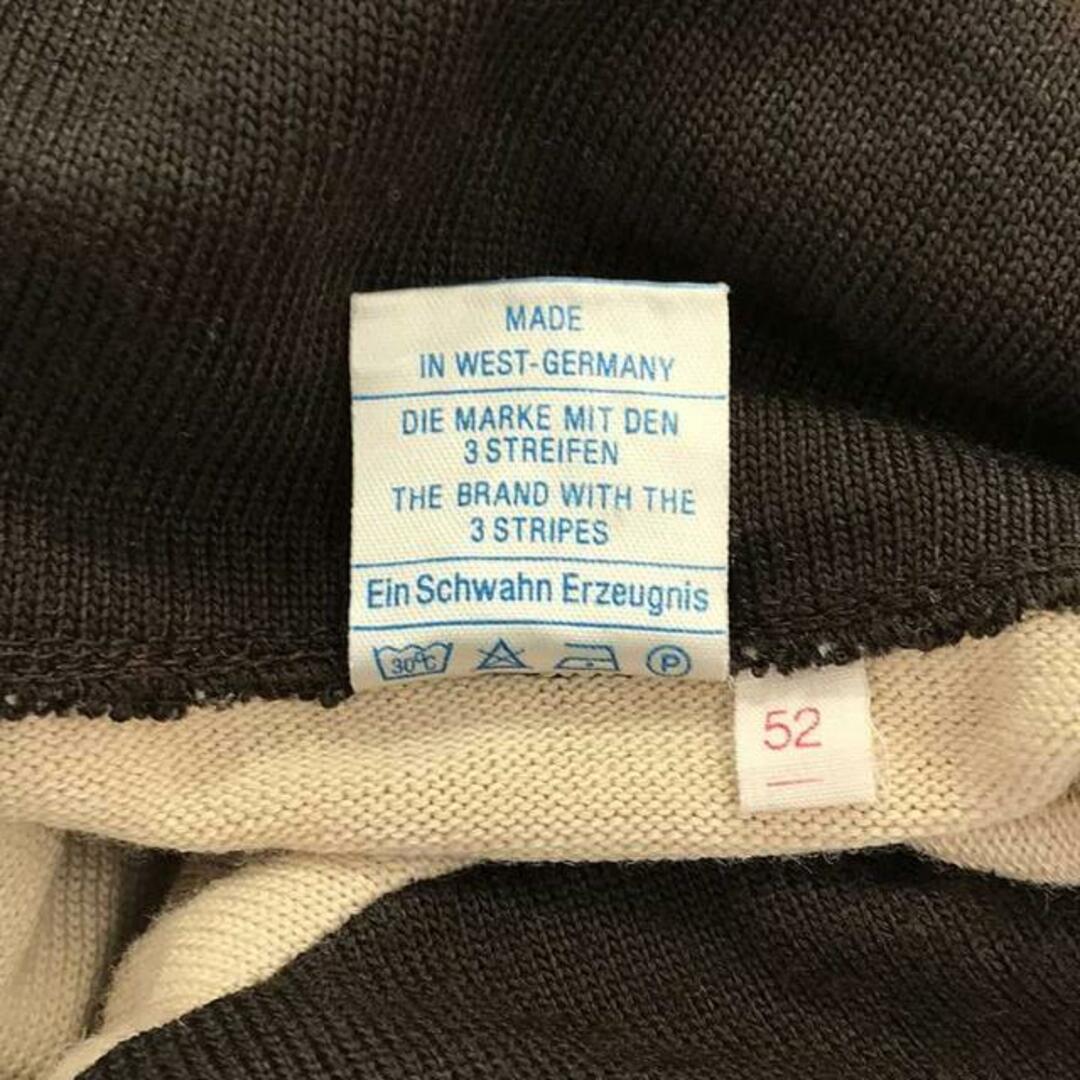 MADE
IN WEST-GERMANY
DIE MARKE MIT DEN
3 STREIFEN
THE BRAND WITH THE
3 STRIPES
Ein Schwahn Erzeugnis
30°C
P
52